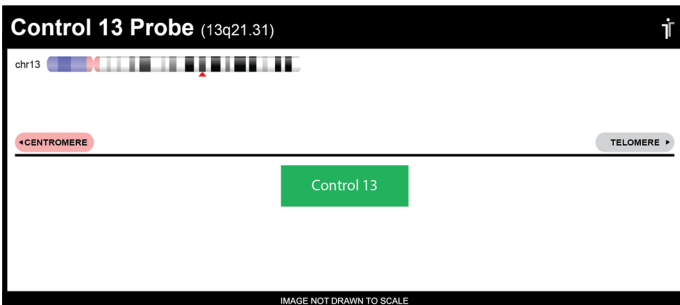 Control 13 Probe (13q21.31)
chr13
CENTROMERE
TELOMERE
Control 13
IMAGE NOT DRAWN TO SCALE